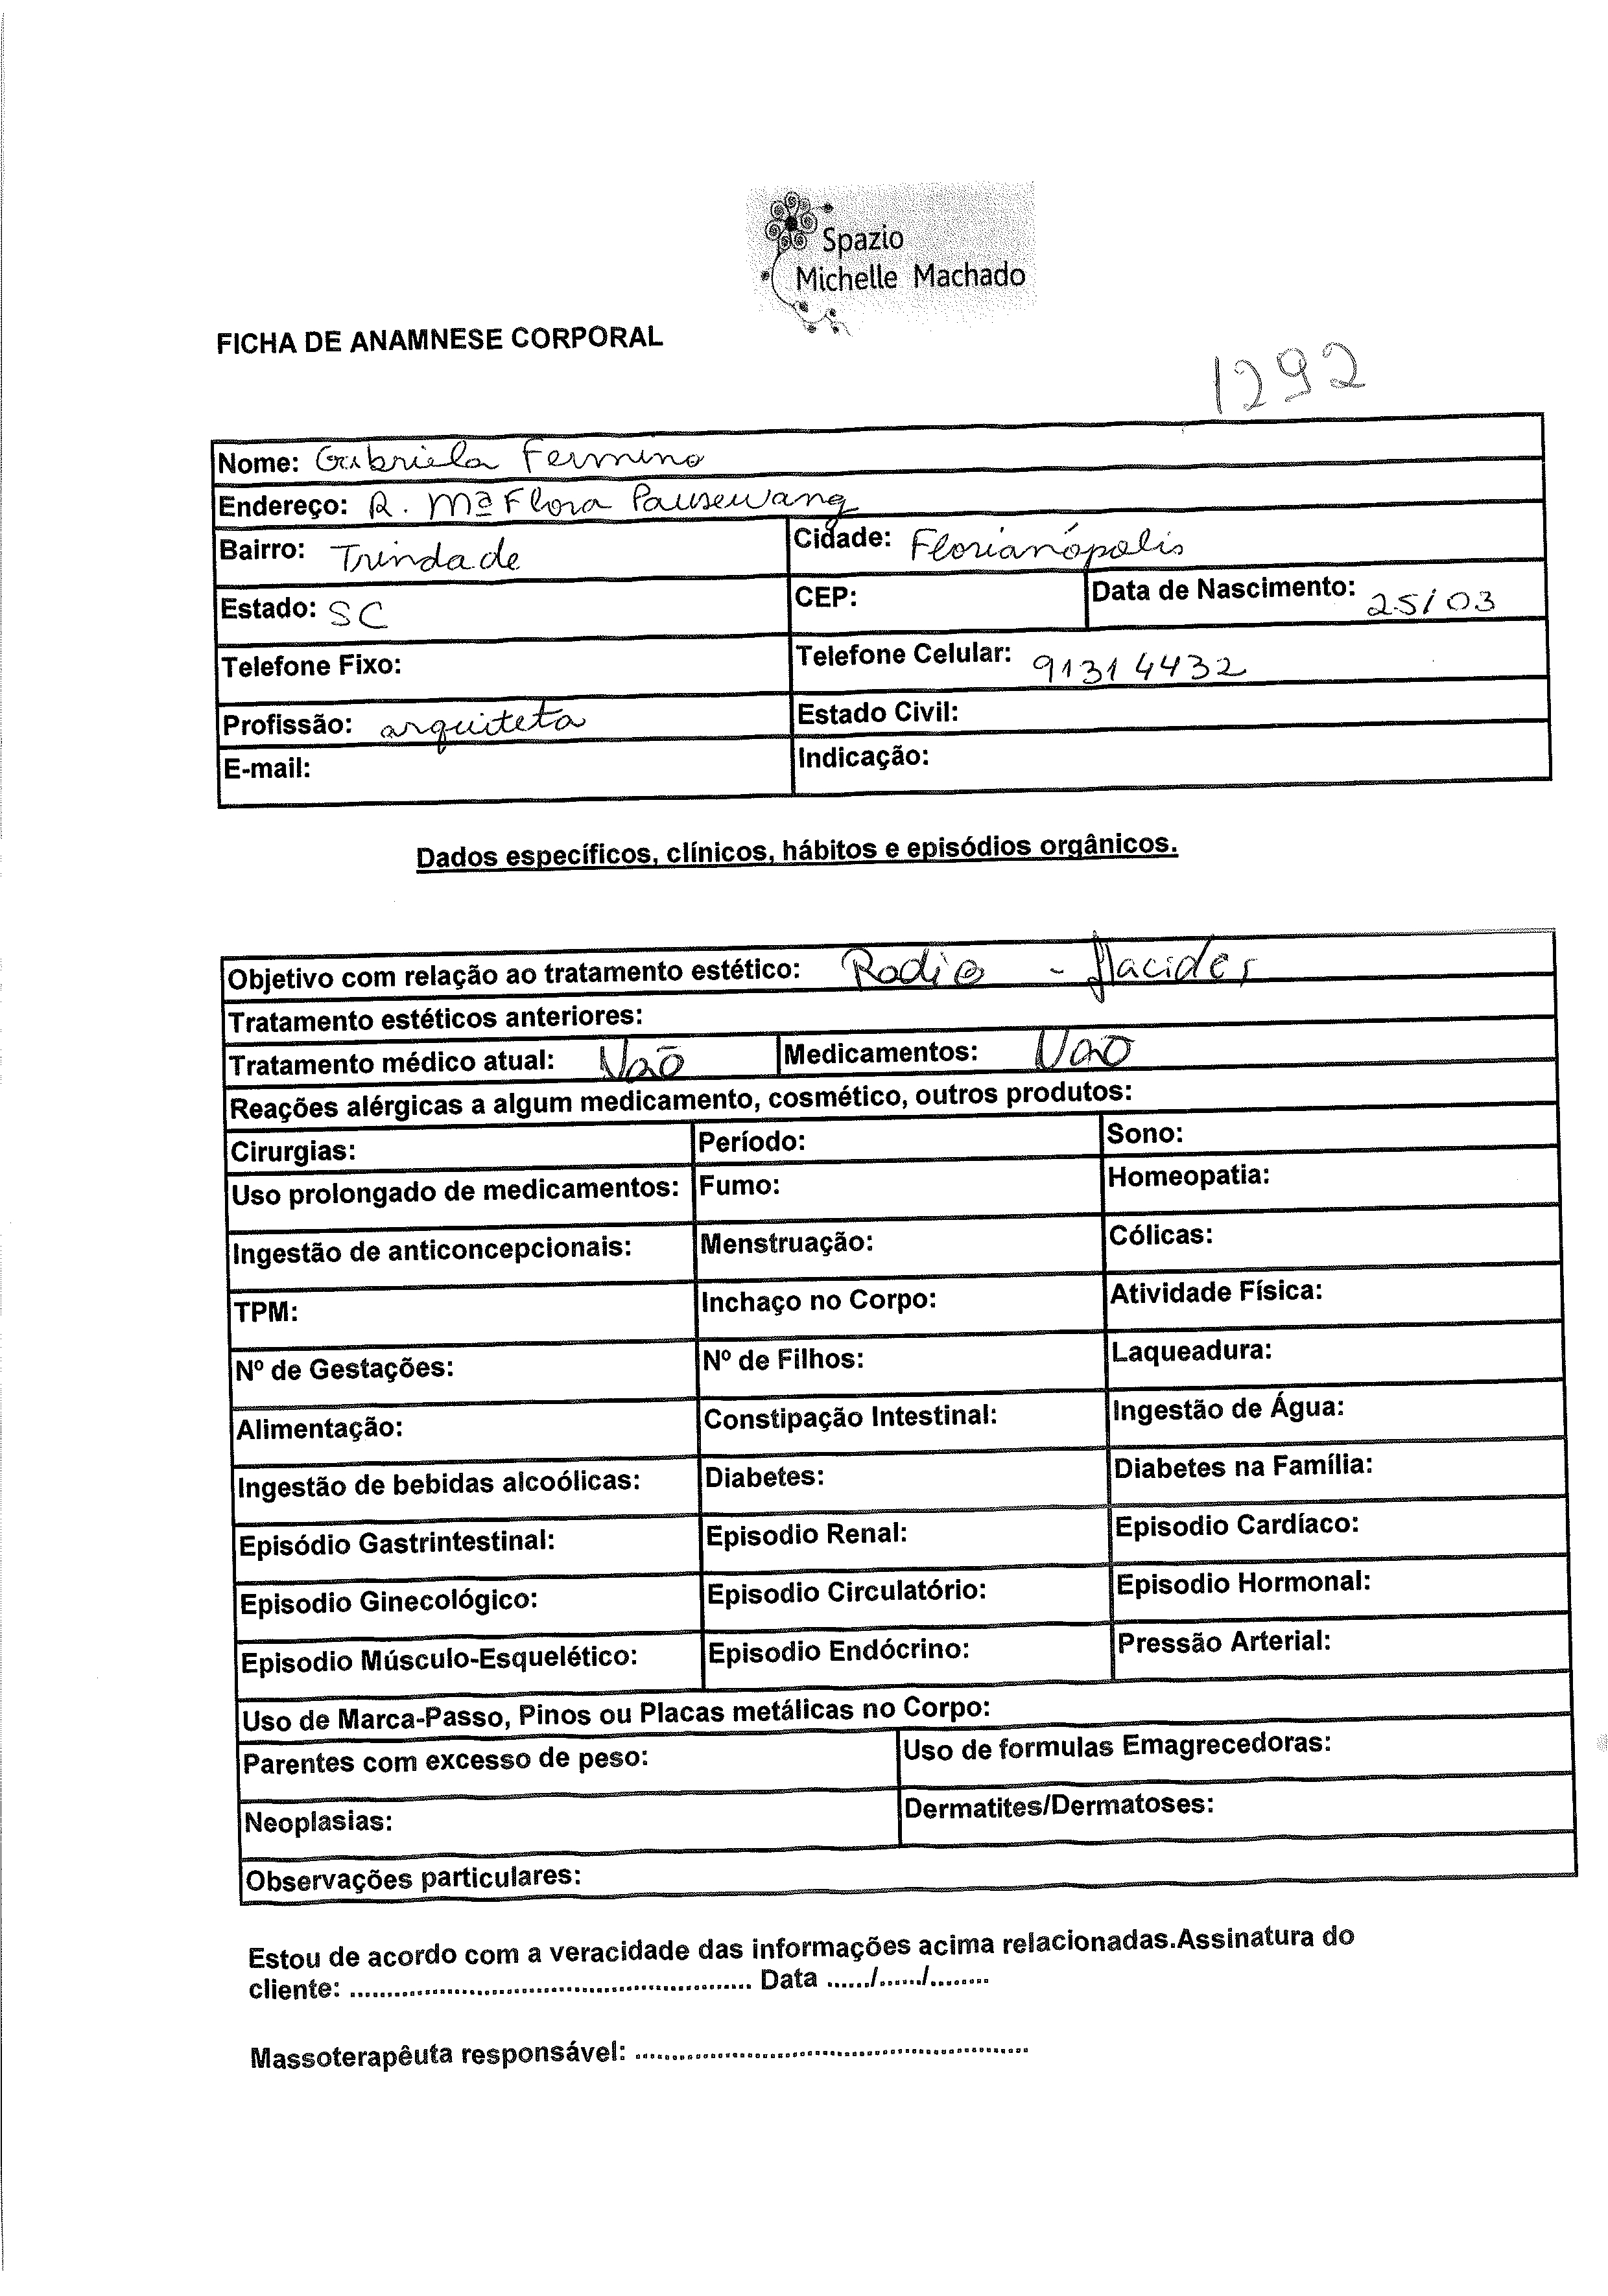 Spazio
Michelle Machado
FICHA DE ANAMNESE CORPORAL
1292
Nome: Gabriela Fermino
Endereço: R. Mª Flora Pausewang
Bairro: Trindade Cidade: Florianópolis
Estado: SC CEP: Data de Nascimento: 25/03
Telefone Fixo: Telefone Celular: 91314432
Profissão: arquiteta Estado Civil:
E-mail: Indicação:
Dados específicos, clínicos, hábitos e episódios orgânicos.
Objetivo com relação ao tratamento estético: Radio - flacidez
Tratamento estéticos anteriores:
Tratamento médico atual: Não Medicamentos: Não
Reações alérgicas a algum medicamento, cosmético, outros produtos:
Cirurgias: Período: Sono:
Uso prolongado de medicamentos: Fumo: Homeopatia:
Ingestão de anticoncepcionais: Menstruação: Cólicas:
TPM: Inchaço no Corpo: Atividade Física:
Nº de Gestações: Nº de Filhos: Laqueadura:
Alimentação: Constipação Intestinal: Ingestão de Água:
Ingestão de bebidas alcoólicas: Diabetes: Diabetes na Família:
Episódio Gastrintestinal: Episodio Renal: Episodio Cardíaco:
Episodio Ginecológico: Episodio Circulatório: Episodio Hormonal:
Episodio Músculo-Esquelético: Episodio Endócrino: Pressão Arterial:
Uso de Marca-Passo, Pinos ou Placas metálicas no Corpo:
Parentes com excesso de peso: Uso de formulas Emagrecedoras:
Neoplasias: Dermatites/Dermatoses:
Observações particulares:
Estou de acordo com a veracidade das informações acima relacionadas.Assinatura do
cliente: .................................................... Data ....../....../........
Massoterapêuta responsável: ....................................................